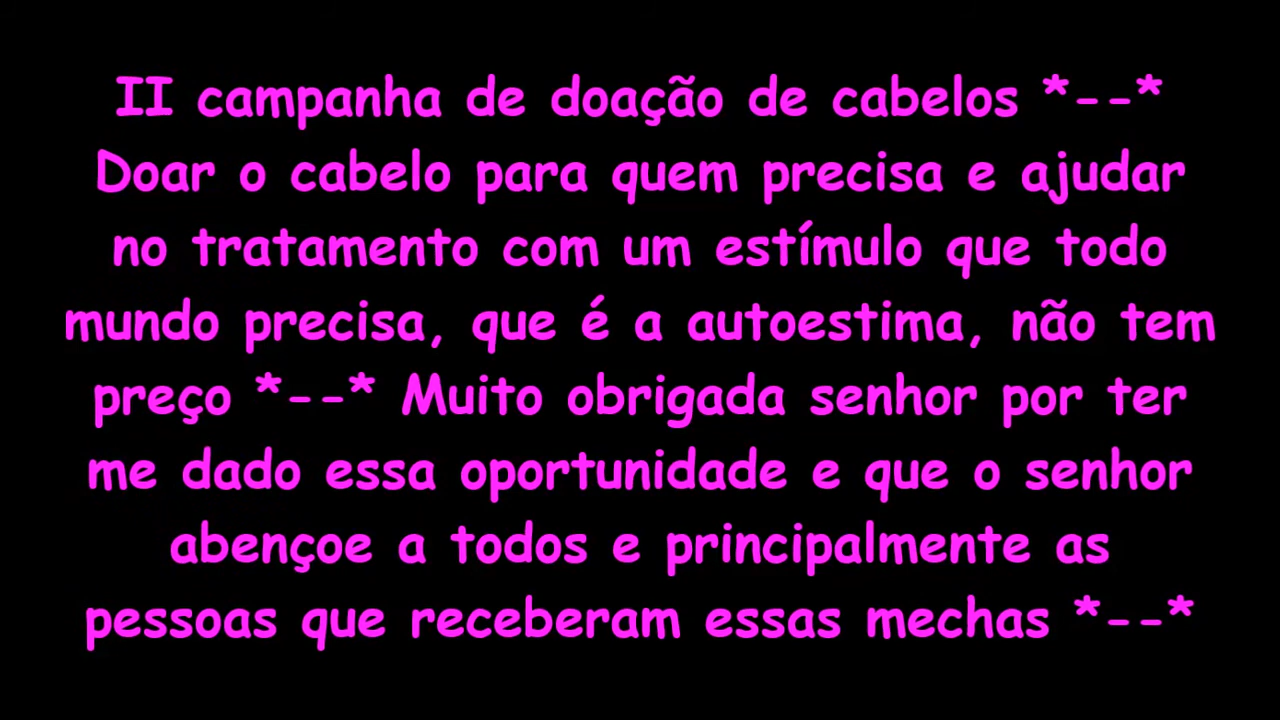 II campanha de doação de cabelos *--*
Doar o cabelo para quem precisa e ajudar
no tratamento com um estímulo que todo
mundo precisa, que é a autoestima, não tem
preço *--* Muito obrigada senhor por ter
me dado essa oportunidade e que o senhor
abençoe a todos e principalmente as
pessoas que receberam essas mechas *--*